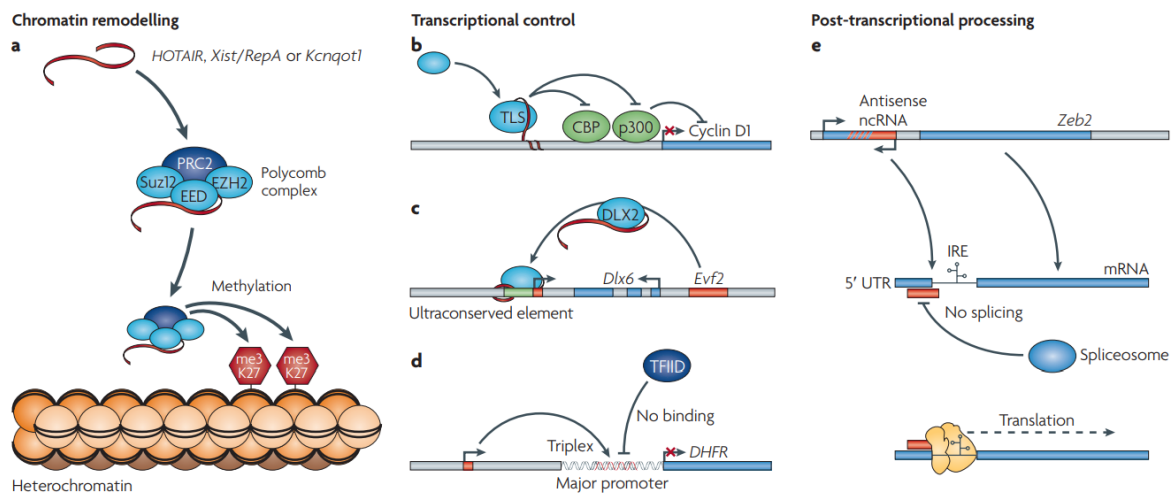 Chromatin remodelling
a
HOTAIR, Xist/RepA or Kcnqot1
PRC2
Suz12
EZH2
EED
Polycomb
complex
Methylation
me3
K27
me3
K27
Heterochromatin
Transcriptional control
b
TLS
CBP
p300
Cyclin D1
c
DLX2
Dlx6
Evf2
Ultraconserved element
d
TFIID
No binding
Triplex
DHFR
Major promoter
Post-transcriptional processing
e
Antisense
ncRNA
Zeb2
IRE
mRNA
5′ UTR
No splicing
Spliceosome
Translation